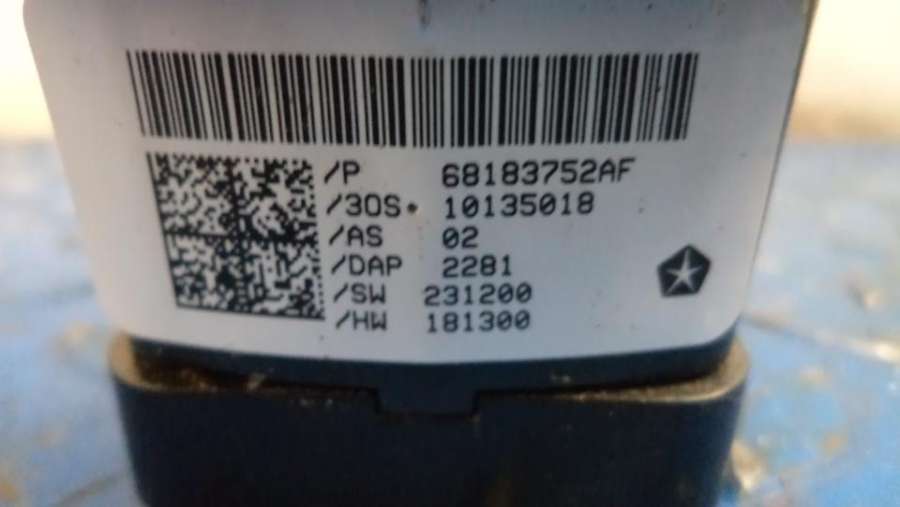 /P 68183752AF
/3OS 10135018
/AS 02
/DAP 2281
/SW 231200
/HW 181300